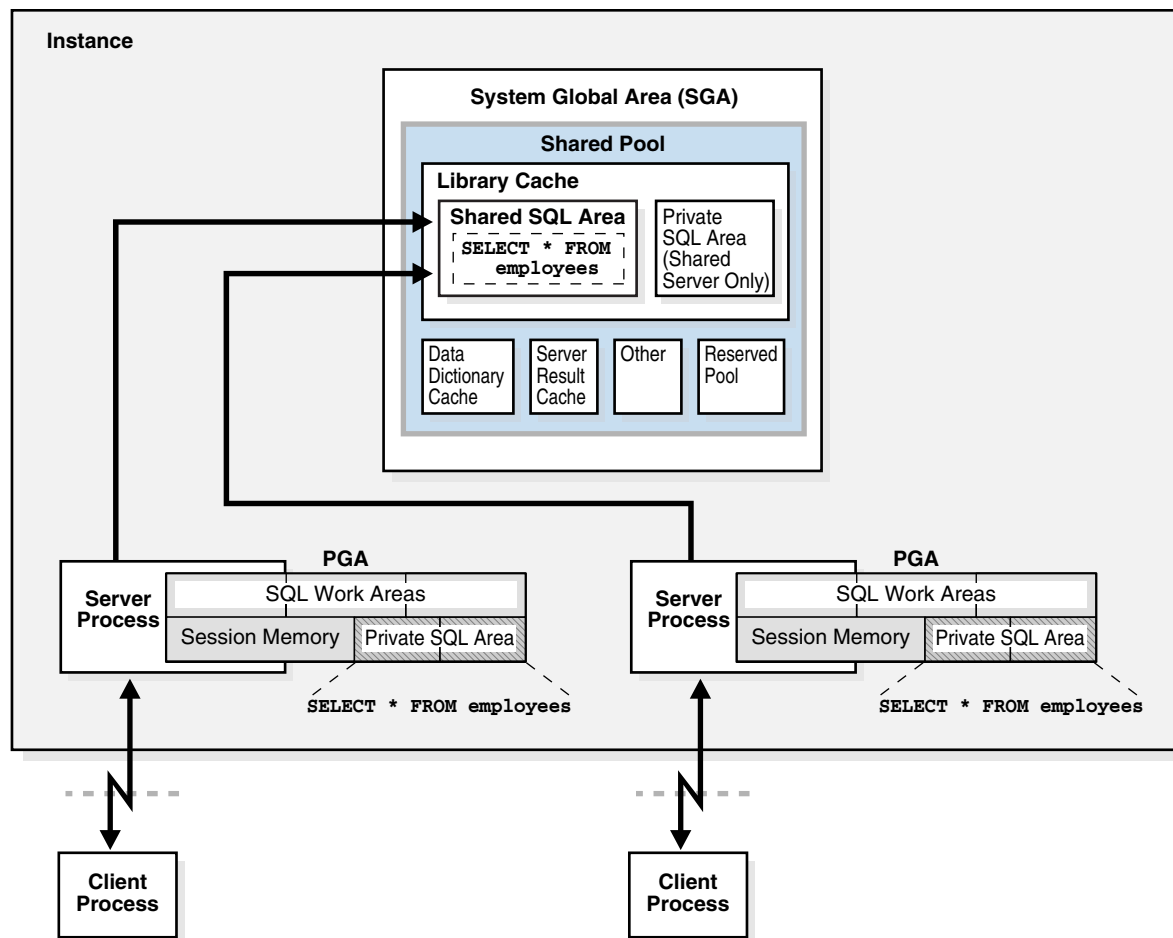 Instance
System Global Area (SGA)
Shared Pool
Library Cache
Shared SQL Area
SELECT * FROM
employees
Private
SQL Area
(Shared
Server Only)
Data
Dictionary
Cache
Server
Result
Cache
Other
Reserved
Pool
PGA
Server
Process
SQL Work Areas
Session Memory
Private SQL Area
SELECT * FROM employees
PGA
Server
Process
SQL Work Areas
Session Memory
Private SQL Area
SELECT * FROM employees
Client
Process
Client
Process